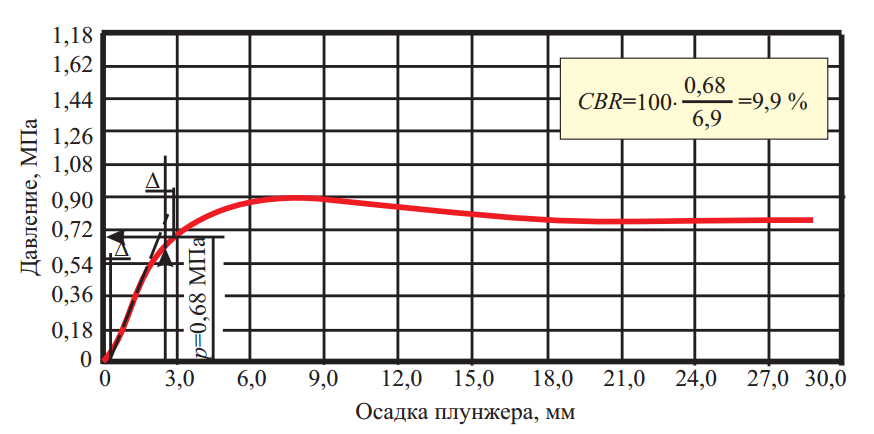 Давление, МПа
1,18
1,62
1,44
1,26
1,08
0,90
0,72
0,54
0,36
0,18
0
CBR=100·0,68/6,9=9,9 %
Δ
Δ
p=0,68 МПа
0 3,0 6,0 9,0 12,0 15,0 18,0 21,0 24,0 27,0 30,0
Осадка плунжера, мм